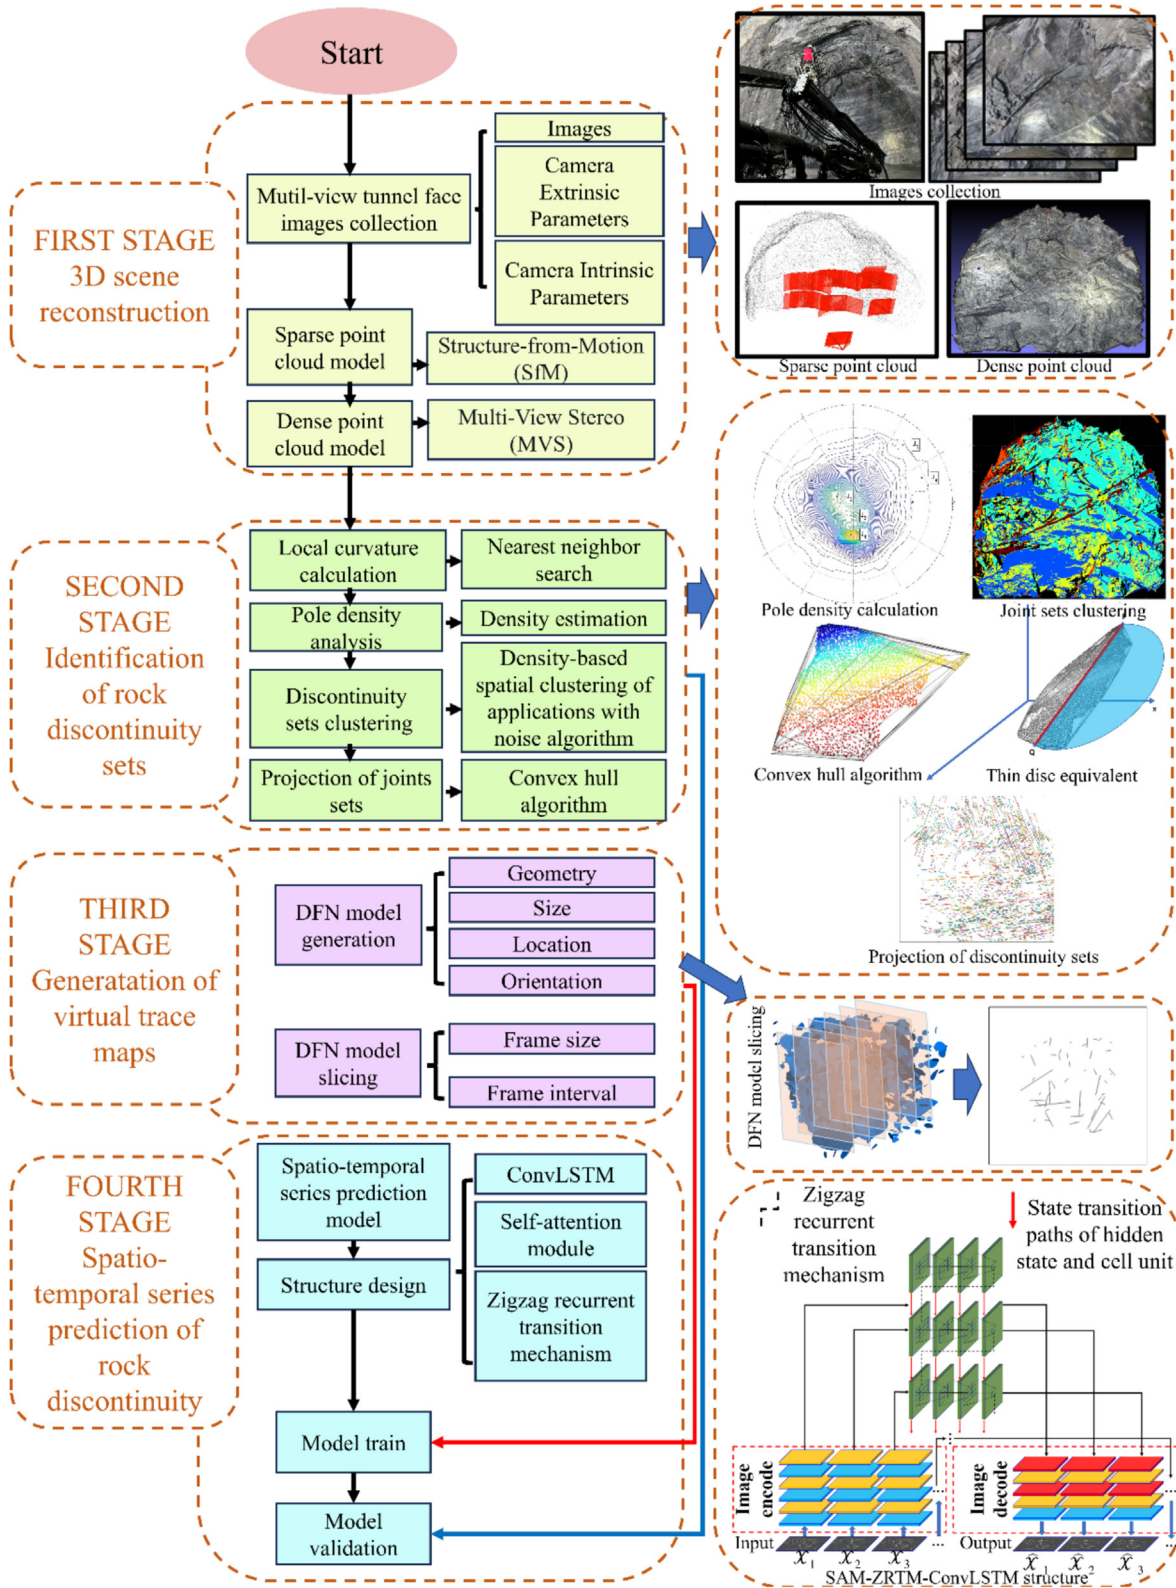 Start
FIRST STAGE
3D scene
reconstruction
Mutil-view tunnel face
images collection
Images
Camera
Extrinsic
Parameters
Camera Intrinsic
Parameters
Sparse point
cloud model
Structure-from-Motion
(SfM)
Dense point
cloud model
Multi-View Stereo
(MVS)
Images collection
Sparse point cloud
Dense point cloud
SECOND
STAGE
Identification
of rock
discontinuity
sets
Local curvature
calculation
Nearest neighbor
search
Pole density
analysis
Density estimation
Discontinuity
sets clustering
Density-based
spatial clustering of
applications with
noise algorithm
Projection of joints
sets
Convex hull
algorithm
Pole density calculation
Joint sets clustering
Convex hull algorithm
Thin disc equivalent
Projection of discontinuity sets
THIRD
STAGE
Generatation of
virtual trace
maps
DFN model
generation
Geometry
Size
Location
Orientation
DFN model
slicing
Frame size
Frame interval
DFN model slicing
FOURTH
STAGE
Spatio-
temporal series
prediction of
rock
discontinuity
Spatio-temporal
series prediction
model
Structure design
ConvLSTM
Self-attention
module
Zigzag recurrent
transition
mechanism
Model train
Model
validation
Zigzag
recurrent
transition
mechanism
State transition
paths of hidden
state and cell unit
Image
encode
Image
decode
Input
X1 X2 X3 ...
Output
X̂1 X̂2 X̂3 ...
SAM-ZRTM-ConvLSTM structure